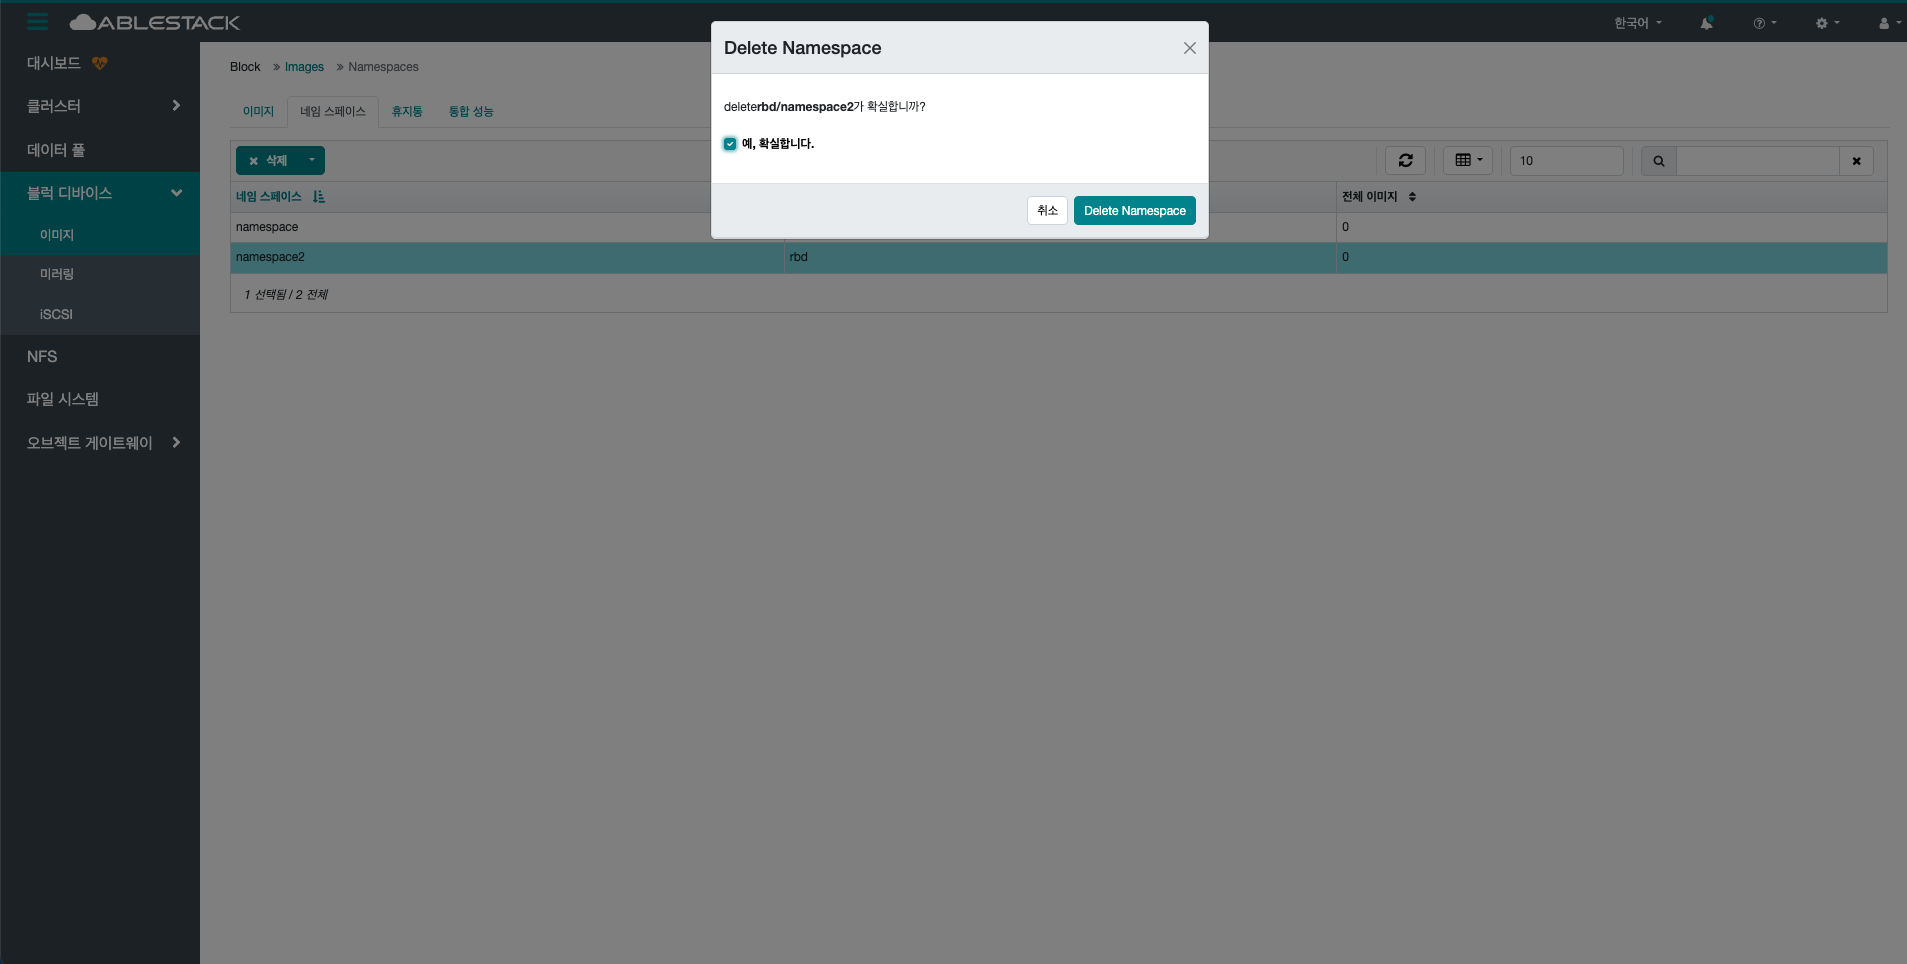 ABLESTACK
한국어
Delete Namespace
대시보드
클러스터
데이터 풀
블럭 디바이스
이미지
미러링
iSCSI
NFS
파일 시스템
오브젝트 게이트웨이
Block » Images » Namespaces
이미지 네임 스페이스 휴지통 통합 성능
deleterbd/namespace2가 확실합니까?
예, 확실합니다.
취소 Delete Namespace
삭제
10
네임 스페이스 전체 이미지
namespace 0
namespace2 rbd 0
1 선택됨 / 2 전체